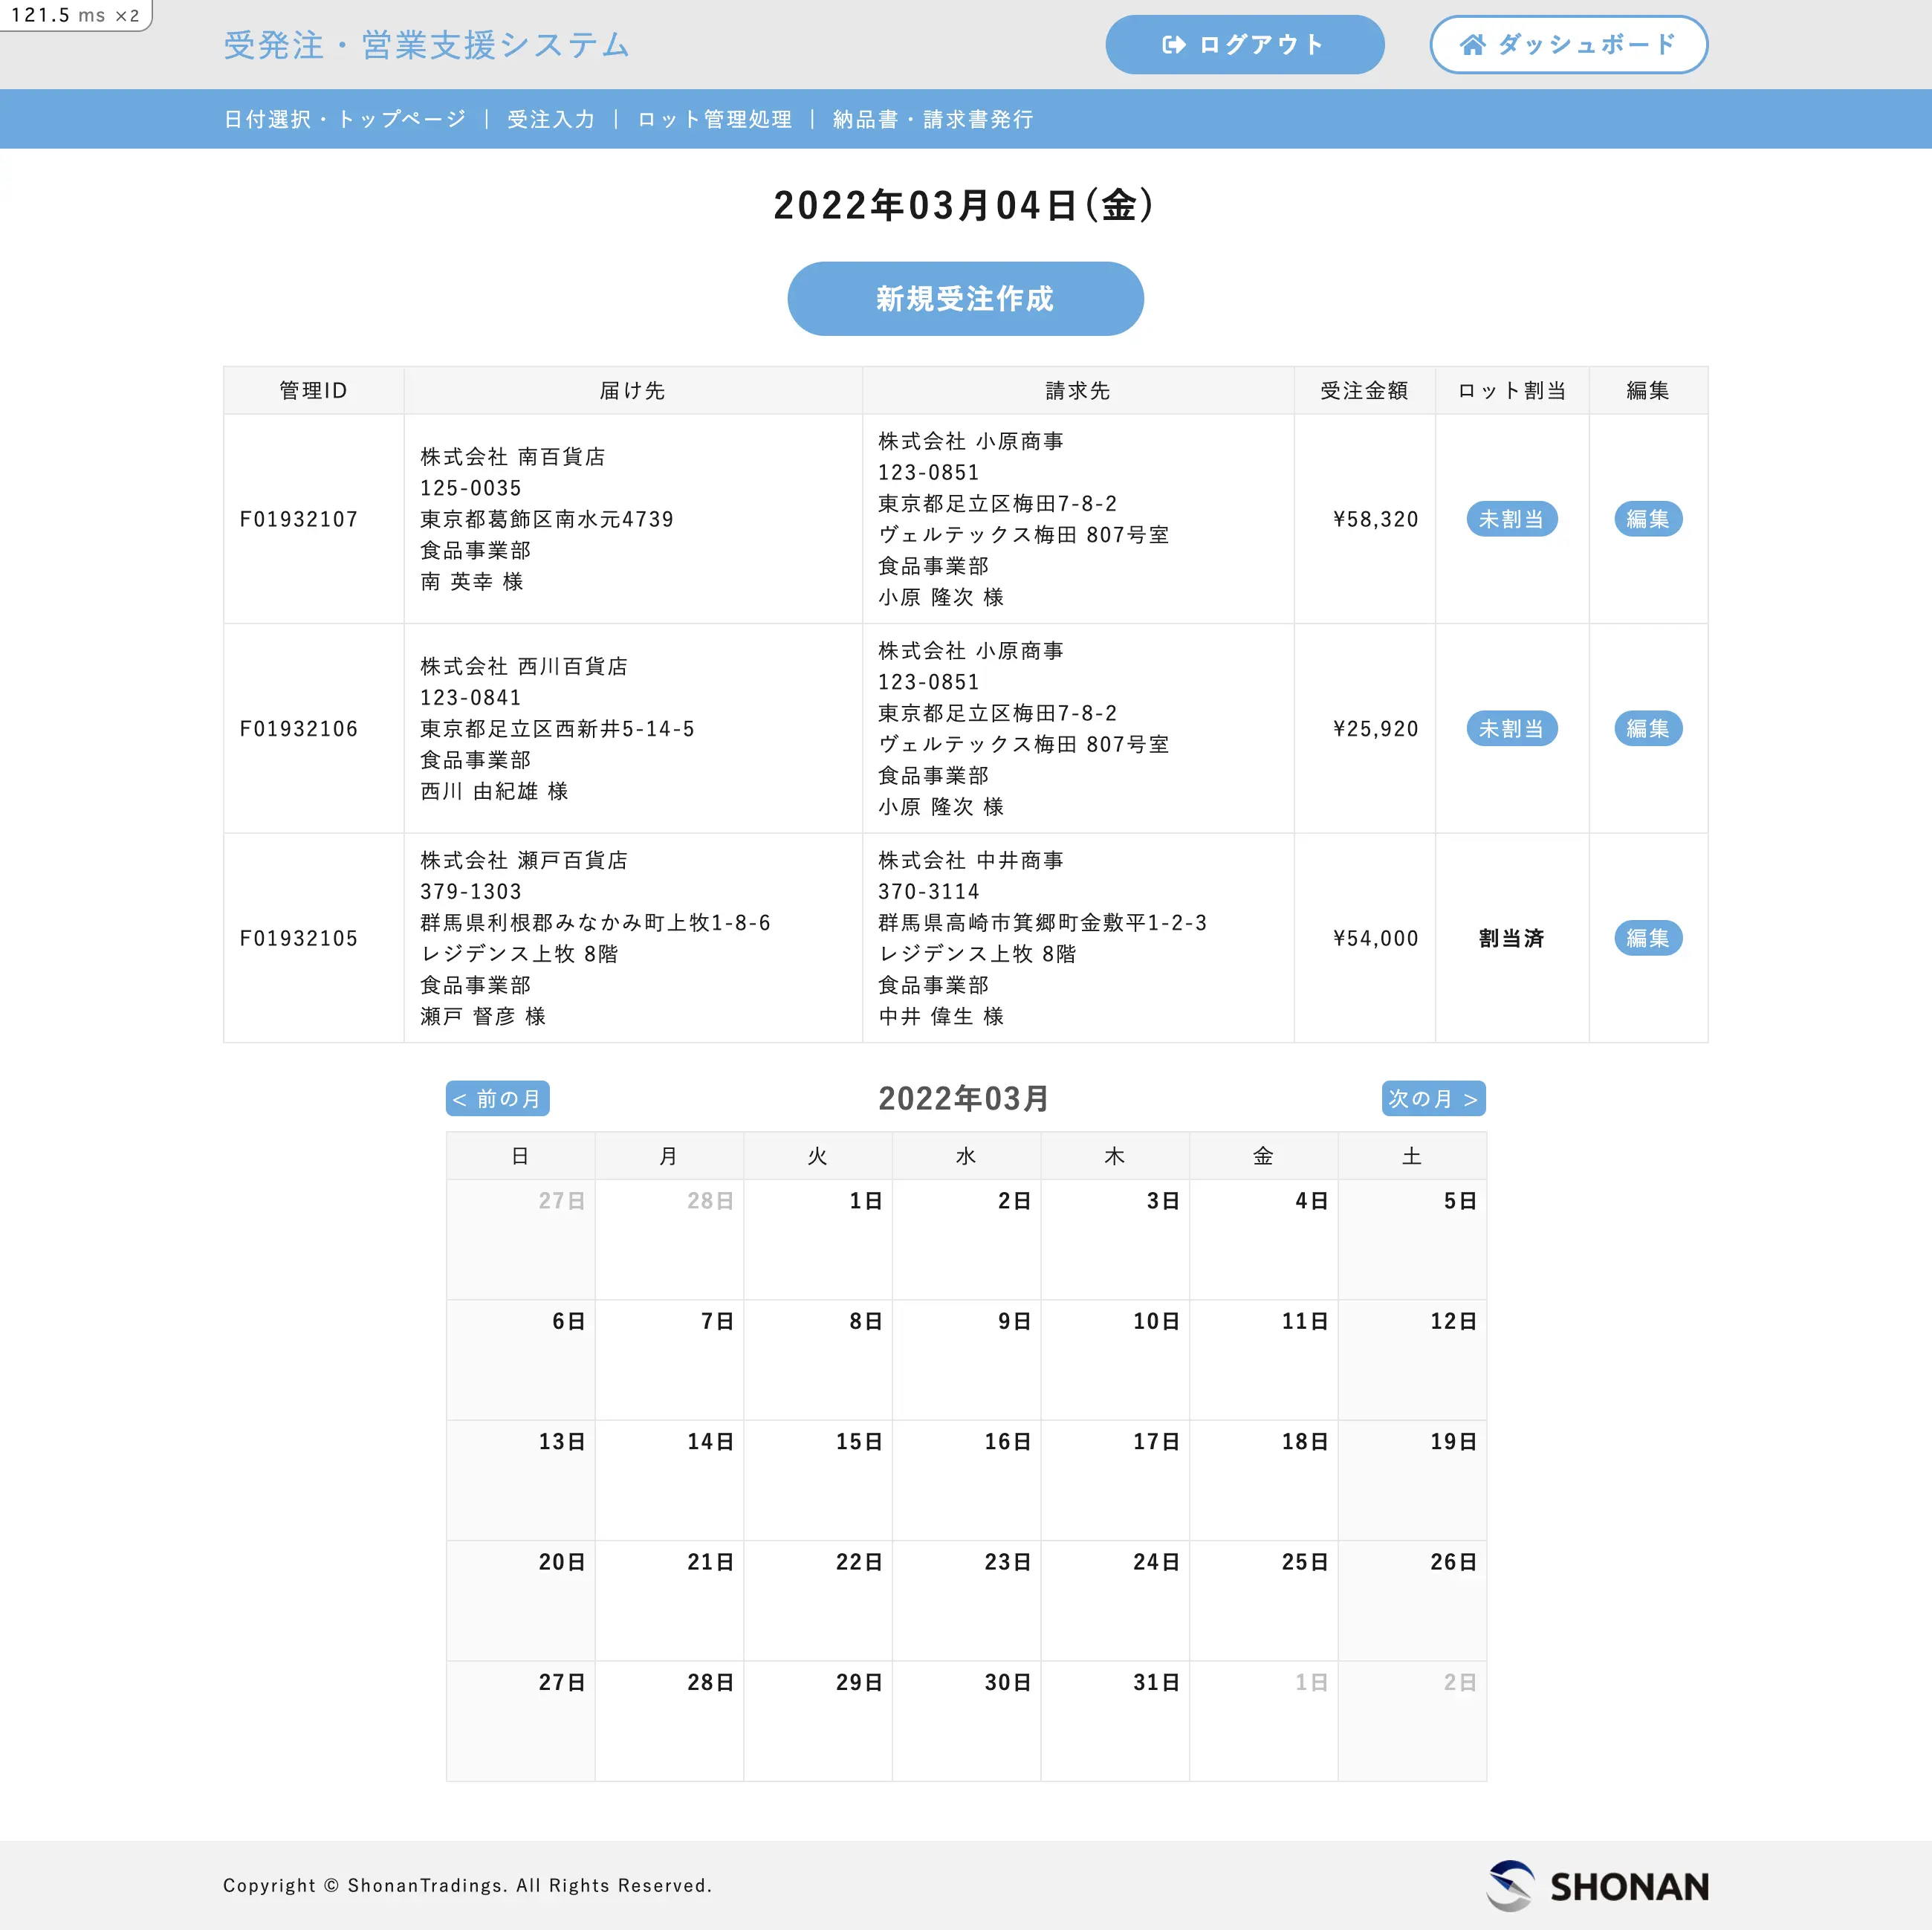 121.5 ms ×2
受発注・営業支援システム
ログアウト
ダッシュボード
日付選択・トップページ | 受注入力 | ロット管理処理 | 納品書・請求書発行
2022年03月04日(金)
新規受注作成
管理ID 届け先 請求先 受注金額 ロット割当 編集
F01932107
株式会社 南百貨店
125-0035
東京都葛飾区南水元4739
食品事業部
南 英幸 様
株式会社 小原商事
123-0851
東京都足立区梅田7-8-2
ヴェルテックス梅田 807号室
食品事業部
小原 隆次 様
¥58,320
未割当
編集
F01932106
株式会社 西川百貨店
123-0841
東京都足立区西新井5-14-5
食品事業部
西川 由紀雄 様
株式会社 小原商事
123-0851
東京都足立区梅田7-8-2
ヴェルテックス梅田 807号室
食品事業部
小原 隆次 様
¥25,920
未割当
編集
F01932105
株式会社 瀬戸百貨店
379-1303
群馬県利根郡みなかみ町上牧1-8-6
レジデンス上牧 8階
食品事業部
瀬戸 督彦 様
株式会社 中井商事
370-3114
群馬県高崎市箕郷町金敷平1-2-3
レジデンス上牧 8階
食品事業部
中井 偉生 様
¥54,000
割当済
編集
< 前の月
2022年03月
次の月 >
日 月 火 水 木 金 土
27日 28日 1日 2日 3日 4日 5日
6日 7日 8日 9日 10日 11日 12日
13日 14日 15日 16日 17日 18日 19日
20日 21日 22日 23日 24日 25日 26日
27日 28日 29日 30日 31日 1日 2日
Copyright © ShonanTradings. All Rights Reserved.
SHONAN